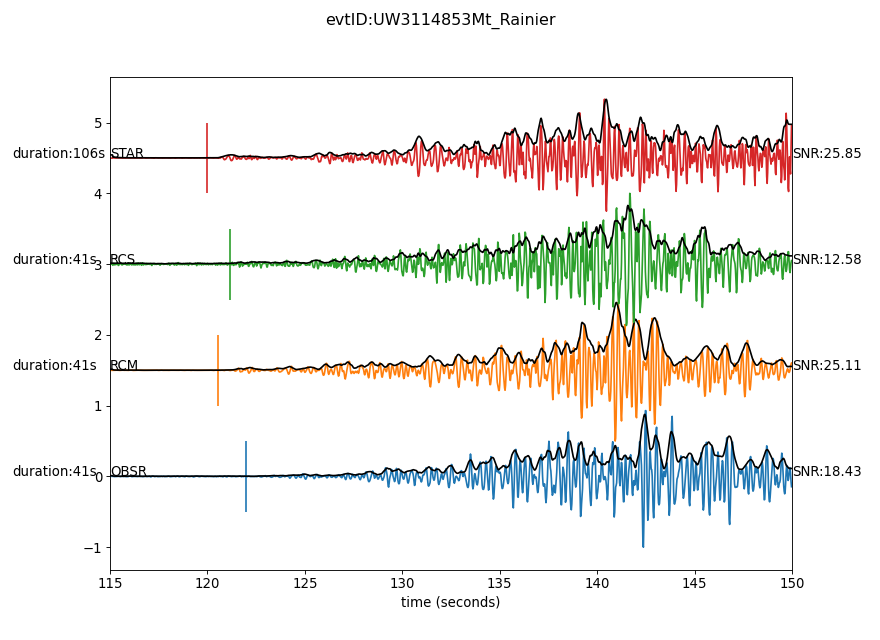 evtID:UW3114853Mt_Rainier
5
duration:106s STAR SNR:25.85
4
duration:41s RCS SNR:12.58
3
2
duration:41s RCM SNR:25.11
1
duration:41s OBSR SNR:18.43
0
−1
115 120 125 130 135 140 145 150
time (seconds)